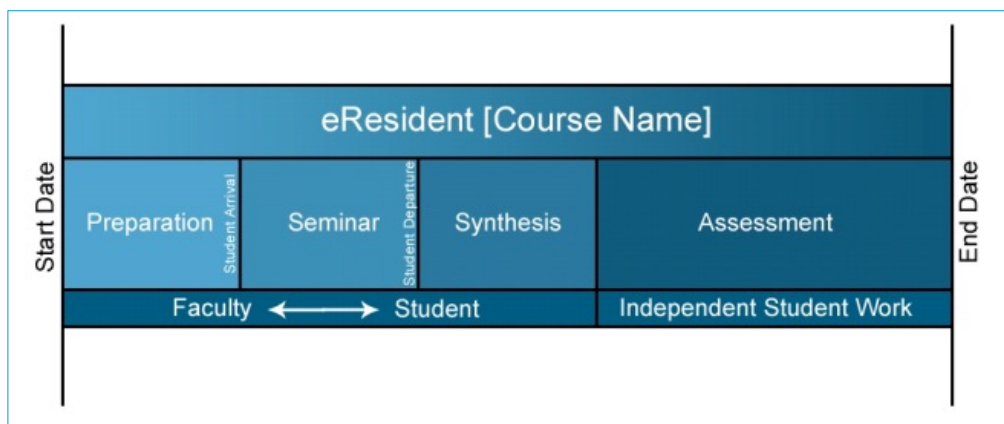 eResident [Course Name]
Start Date
Preparation
Student Arrival
Seminar
Student Departure
Synthesis
Assessment
End Date
Faculty
Student
Independent Student Work